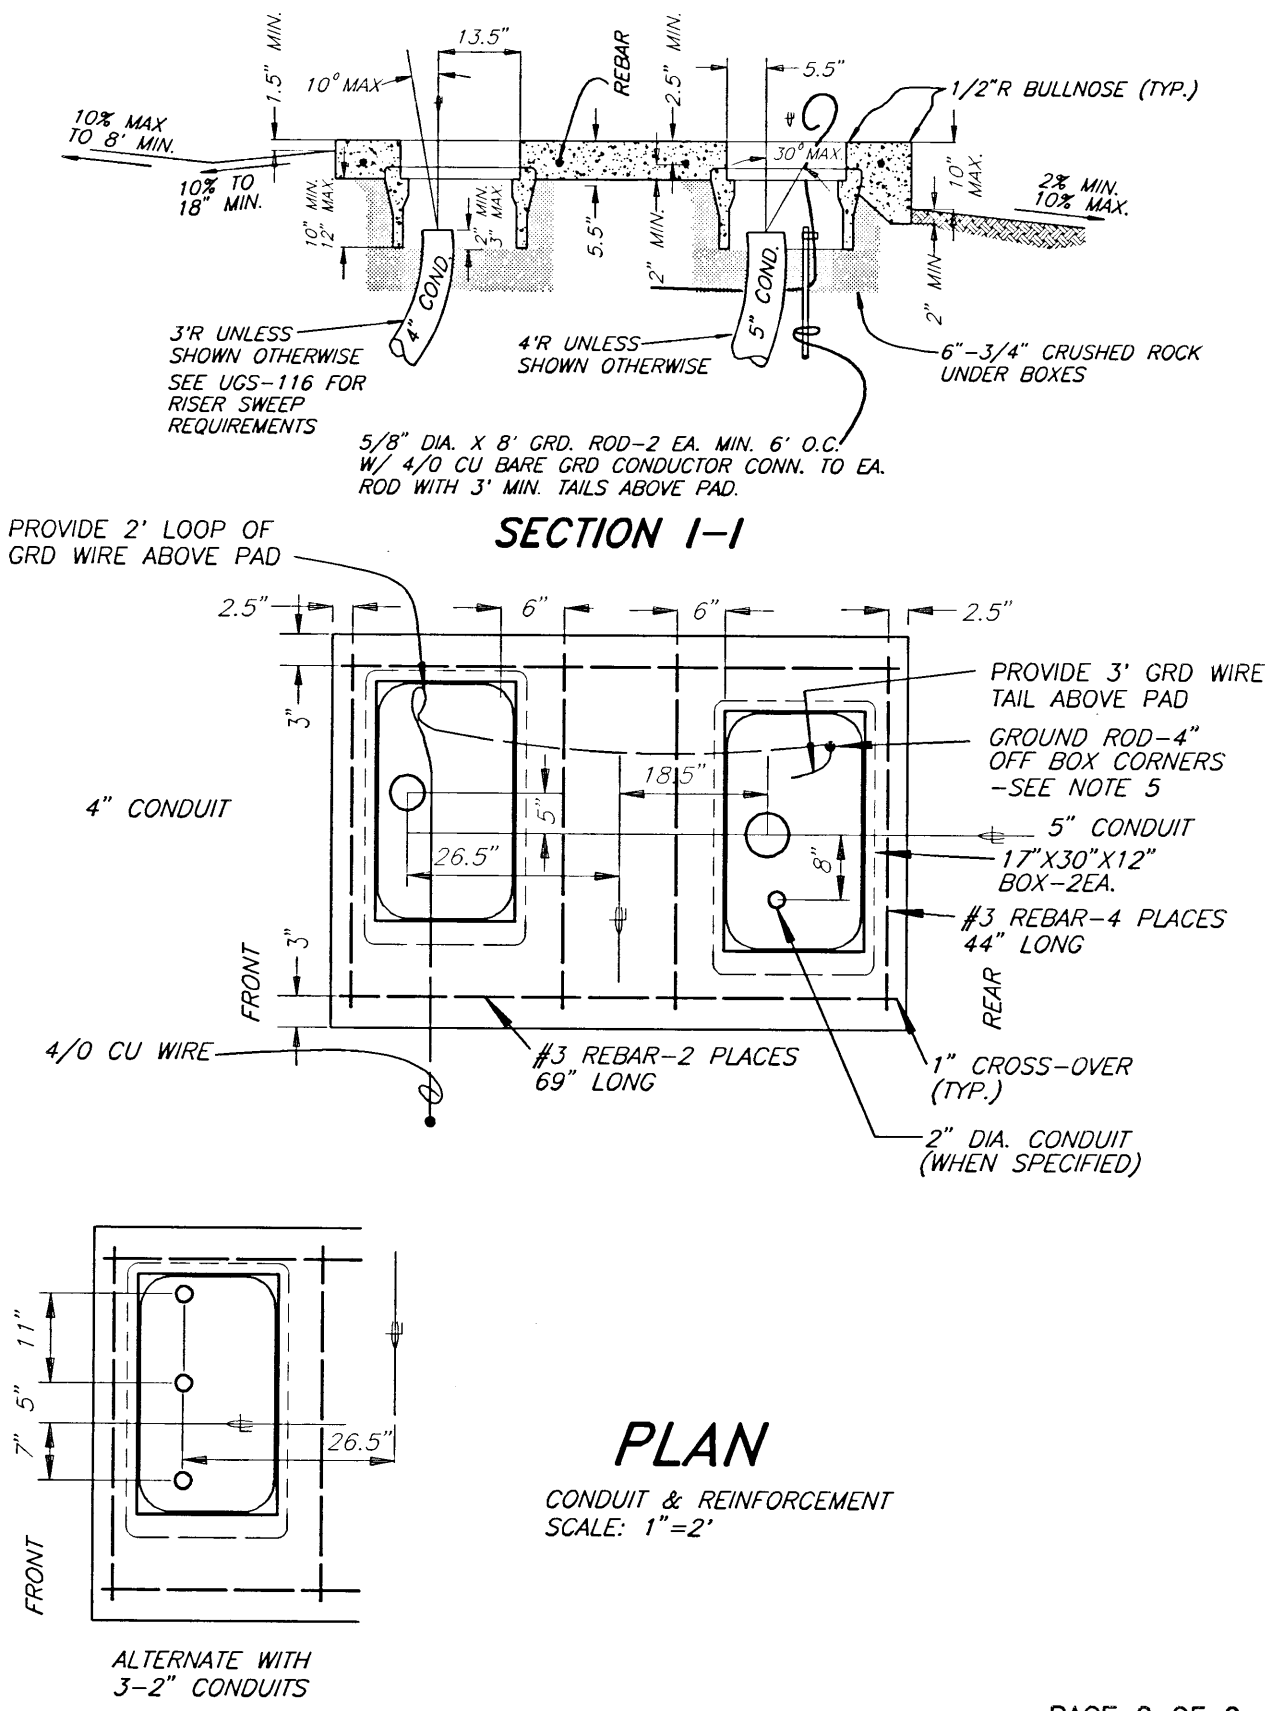 1.5" MIN.
13.5"
10° MAX
REBAR
2.5" MIN.
5.5"
1/2"R BULLNOSE (TYP.)
10% MAX
TO 8' MIN.
10% TO
18" MIN.
30° MAX.
10" MAX.
2% MIN.
10% MAX.
10" MIN.
12" MAX.
2" MIN.
3" MAX.
5.5"
2" MIN
2" MIN
4" COND.
5" COND.
3'R UNLESS
SHOWN OTHERWISE
SEE UGS-116 FOR
RISER SWEEP
REQUIREMENTS
4'R UNLESS
SHOWN OTHERWISE
6"-3/4" CRUSHED ROCK
UNDER BOXES
5/8" DIA. X 8' GRD. ROD-2 EA. MIN. 6' O.C.
W/ 4/0 CU BARE GRD CONDUCTOR CONN. TO EA.
ROD WITH 3' MIN. TAILS ABOVE PAD.
SECTION 1-1
PROVIDE 2' LOOP OF
GRD WIRE ABOVE PAD
2.5"
6"
6"
2.5"
3"
PROVIDE 3' GRD WIRE
TAIL ABOVE PAD
GROUND ROD-4"
OFF BOX CORNERS
-SEE NOTE 5
18.5"
4" CONDUIT
5"
5" CONDUIT
26.5"
8"
17"X30"X12"
BOX-2EA.
#3 REBAR-4 PLACES
44" LONG
3"
FRONT
REAR
4/0 CU WIRE
#3 REBAR-2 PLACES
69" LONG
1" CROSS-OVER
(TYP.)
2" DIA. CONDUIT
(WHEN SPECIFIED)
11"
5"
7"
26.5"
FRONT
PLAN
CONDUIT & REINFORCEMENT
SCALE: 1"=2'
ALTERNATE WITH
3-2" CONDUITS